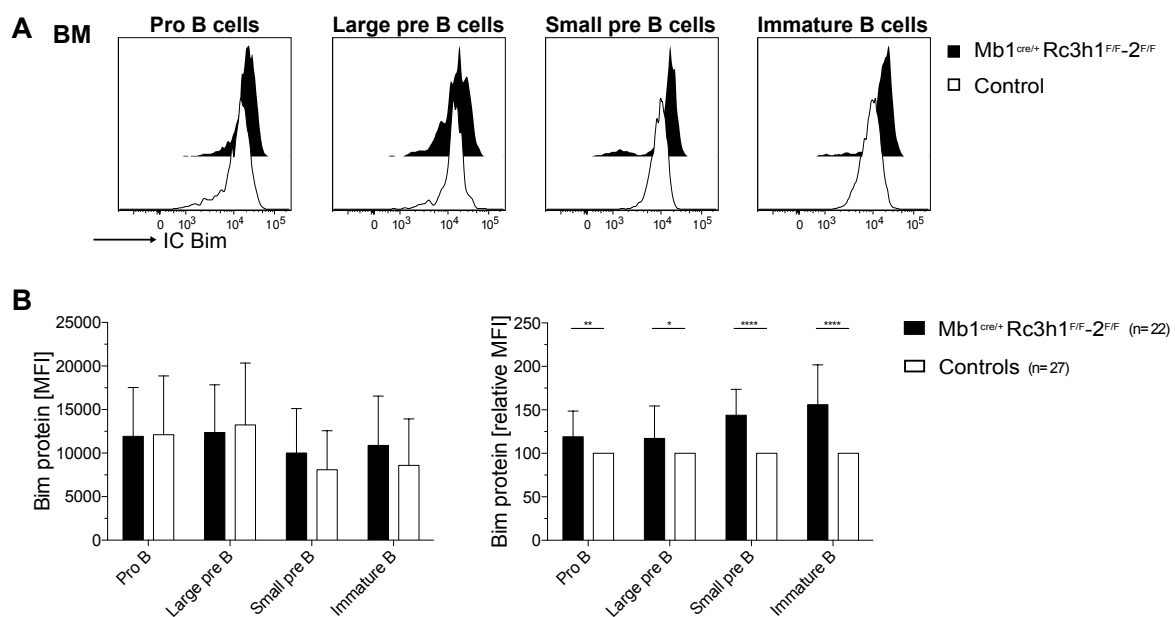 A
BM
Pro B cells
Large pre B cells
Small pre B cells
Immature B cells
Mb1cre/+ Rc3h1F/F-2F/F
Control
0 10³ 10⁴ 10⁵
0 10³ 10⁴ 10⁵
0 10³ 10⁴ 10⁵
0 10³ 10⁴ 10⁵
IC Bim
B
Bim protein [MFI]
25000
20000
15000
10000
5000
0
Pro B
Large pre B
Small pre B
Immature B
Bim protein [relative MFI]
250
200
150
100
50
0
**
*
****
****
Pro B
Large pre B
Small pre B
Immature B
Mb1cre/+ Rc3h1F/F-2F/F (n=22)
Controls (n=27)